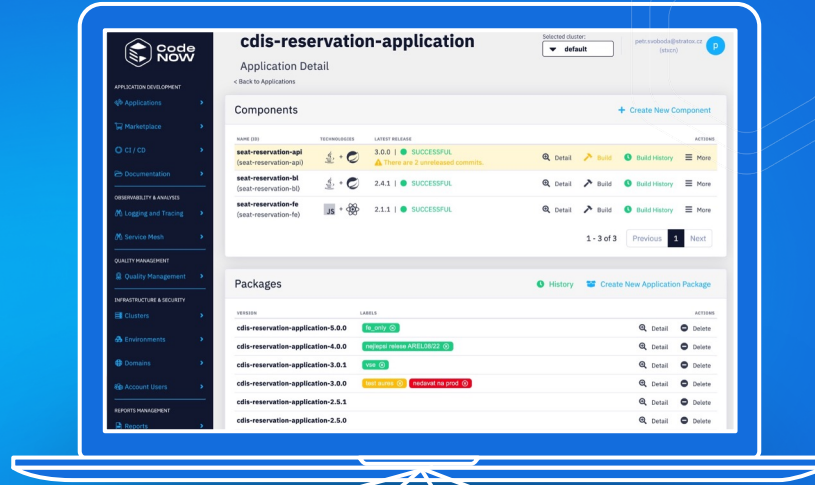 Code
NOW
cdis-reservation-application
Application Detail
< Back to Applications
Selected cluster:
default
petr.svoboda@stratox.cz
(stxcn)
p
APPLICATION DEVELOPMENT
Applications
Marketplace
CI / CD
Documentation
OBSERVABILITY & ANALYSIS
Logging and Tracing
Service Mesh
QUALITY MANAGEMENT
Quality Management
INFRASTRUCTURE & SECURITY
Clusters
Environments
Domains
Account Users
REPORTS MANAGEMENT
Reports
Components
+ Create New Component
NAME (ID) TECHNOLOGIES LATEST RELEASE ACTIONS
seat-reservation-api 3.0.0 | SUCCESSFUL
(seat-reservation-api) There are 2 unreleased commits.
Detail Build Build History More
seat-reservation-bl
(seat-reservation-bl) 2.4.1 | SUCCESSFUL Detail Build Build History More
seat-reservation-fe
(seat-reservation-fe) JS + 2.1.1 | SUCCESSFUL Detail Build Build History More
1 - 3 of 3 Previous 1 Next
Packages
History Create New Application Package
VERSION LABELS ACTIONS
cdis-reservation-application-5.0.0 fe_only Detail Delete
cdis-reservation-application-4.0.0 nejlepsi relese AREL08/22 Detail Delete
cdis-reservation-application-3.0.1 vse Detail Delete
cdis-reservation-application-3.0.0 nedavat na prod Detail Delete
cdis-reservation-application-2.5.1 Detail Delete
cdis-reservation-application-2.5.0 Detail Delete